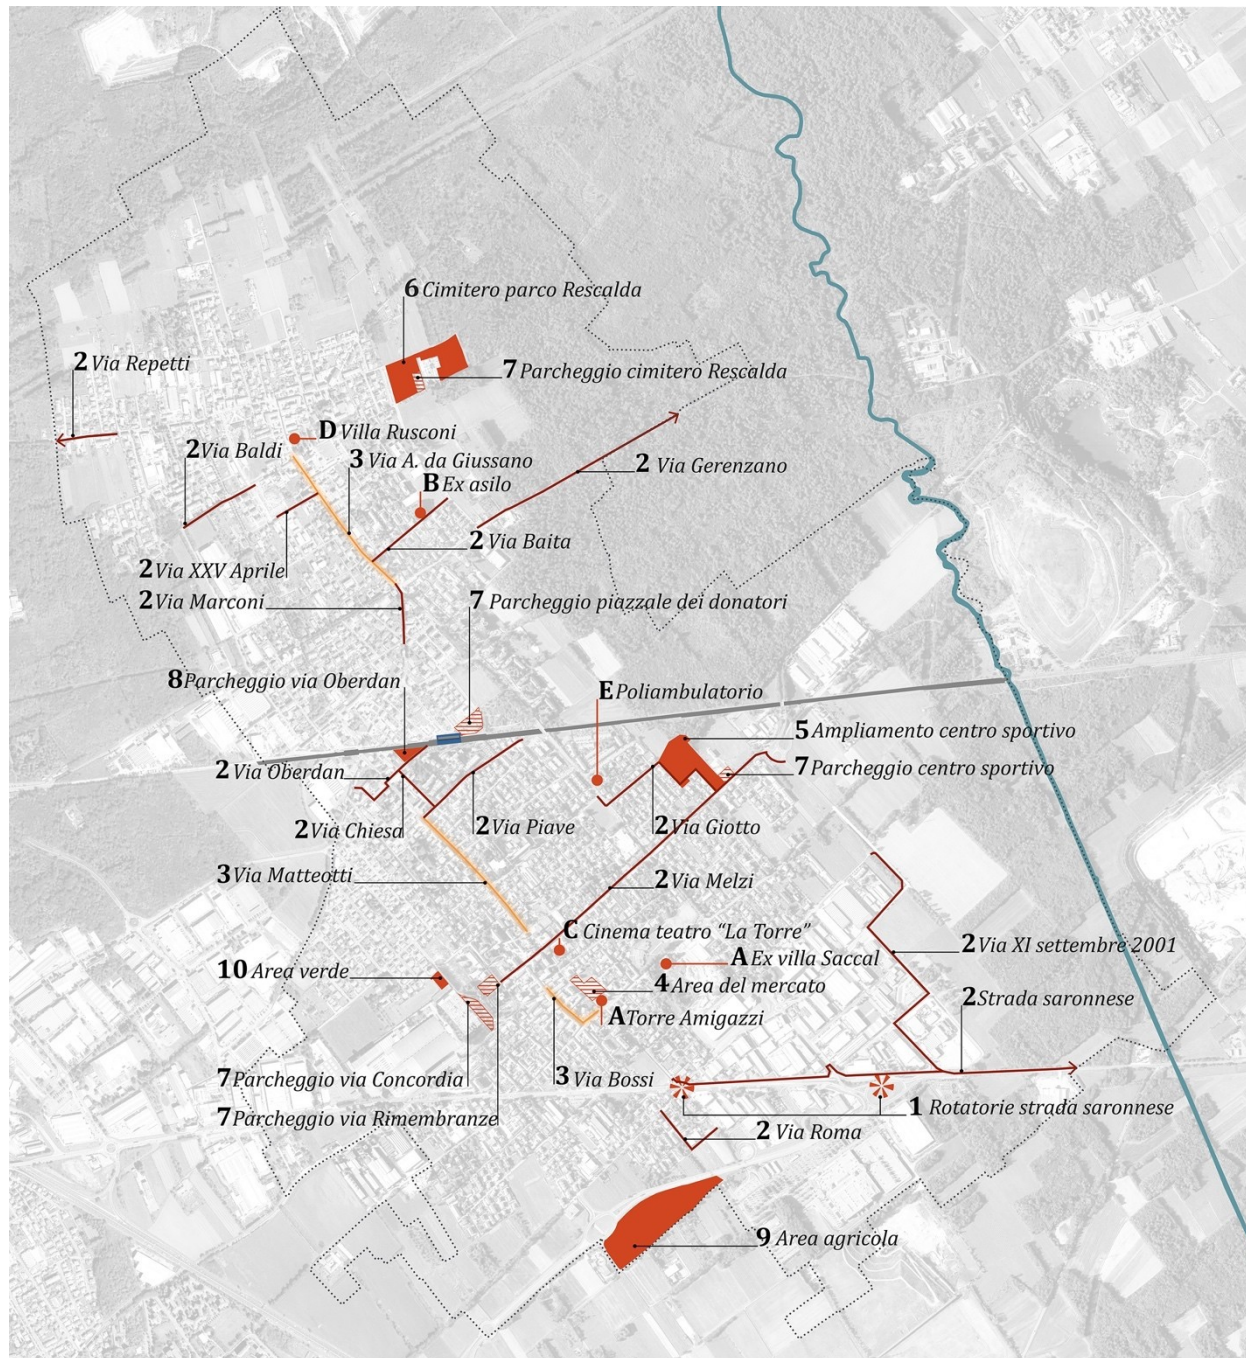 6 Cimitero parco Rescalda
2 Via Repetti
7 Parcheggio cimitero Rescalda
D Villa Rusconi
2 Via Baldi
3 Via A. da Giussano
2 Via Gerenzano
B Ex asilo
2 Via Baita
2 Via XXV Aprile
2 Via Marconi
7 Parcheggio piazzale dei donatori
8 Parcheggio via Oberdan
E Poliambulatorio
5 Ampliamento centro sportivo
2 Via Oberdan
7 Parcheggio centro sportivo
2 Via Chiesa
2 Via Piave
2 Via Giotto
3 Via Matteotti
2 Via Melzi
C Cinema teatro “La Torre”
2 Via XI settembre 2001
A Ex villa Saccal
10 Area verde
4 Area del mercato
2 Strada saronnese
A Torre Amigazzi
7 Parcheggio via Concordia
3 Via Bossi
1 Rotatorie strada saronnese
7 Parcheggio via Rimembranze
2 Via Roma
9 Area agricola